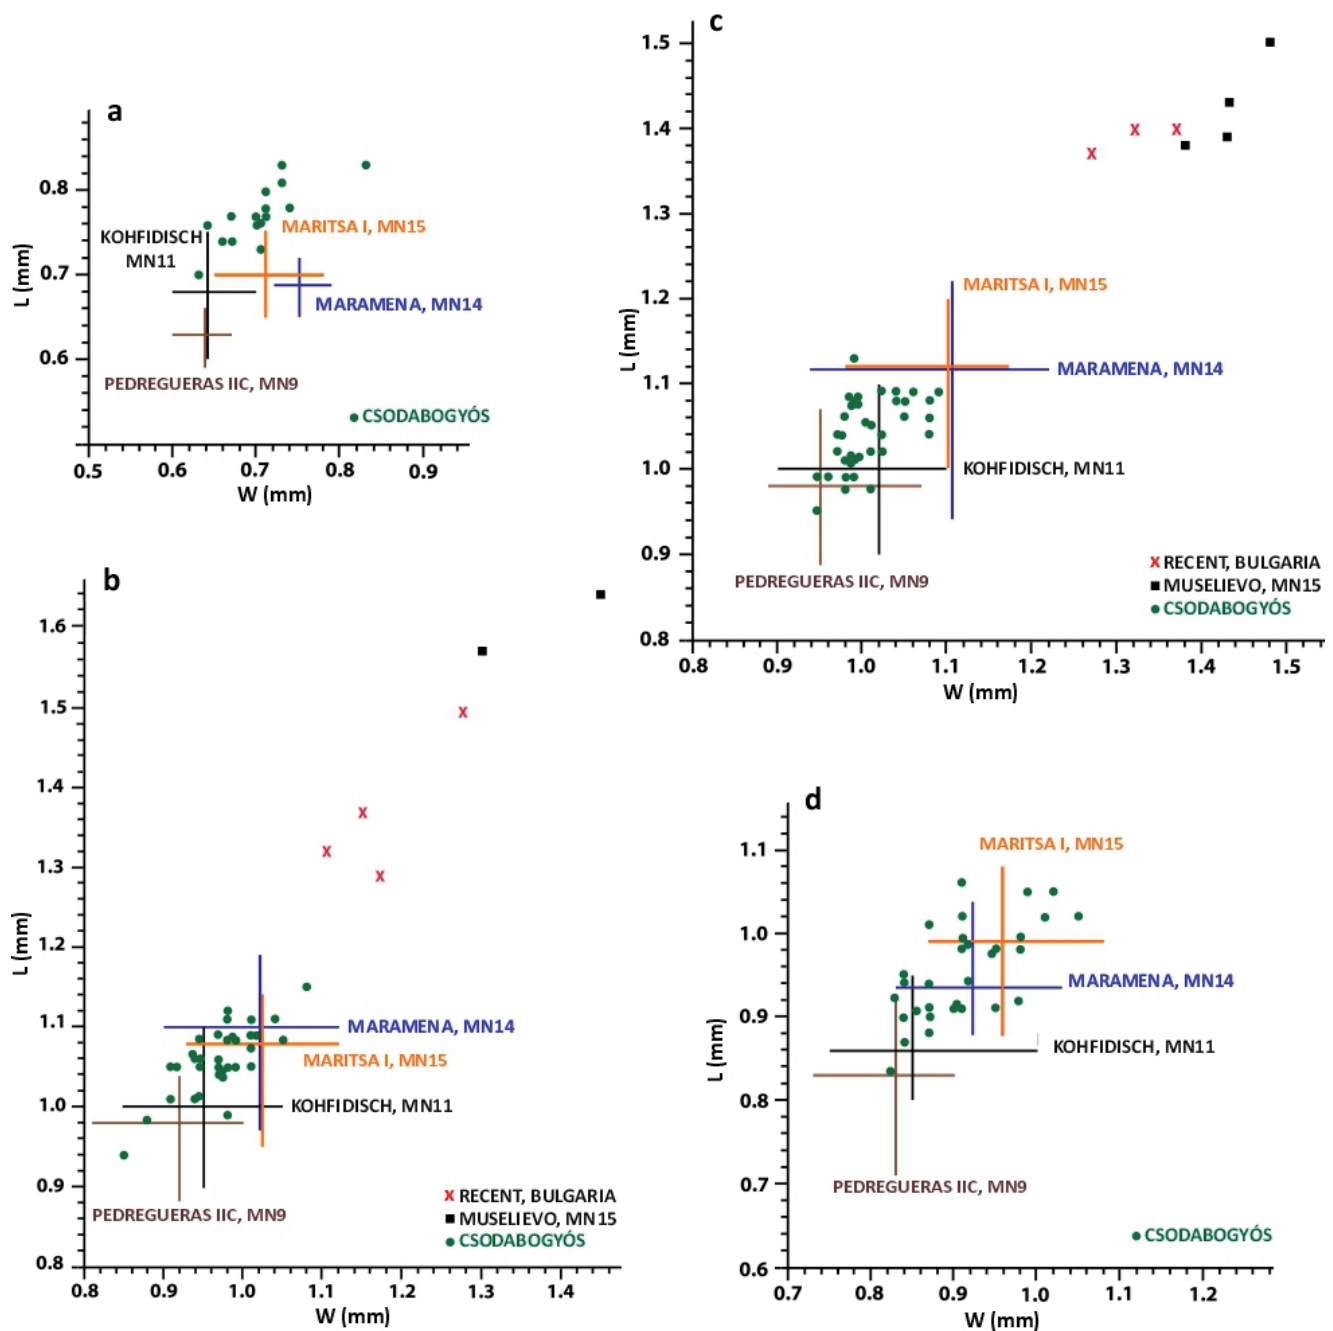 a
0.8
0.7
0.6
L (mm)
KOHFIDISCH
MN11
MARITSA I, MN15
MARAMENA, MN14
PEDREGUERAS IIC, MN9
CSODABOGYÓS
0.5
0.6
0.7
0.8
0.9
W (mm)
c
1.5
1.4
1.3
1.2
1.1
1.0
0.9
0.8
L (mm)
MARITSA I, MN15
MARAMENA, MN14
KOHFIDISCH, MN11
PEDREGUERAS IIC, MN9
X RECENT, BULGARIA
MUSELIEVO, MN15
CSODABOGYÓS
0.8
0.9
1.0
1.1
1.2
1.3
1.4
1.5
W (mm)
b
1.6
1.5
1.4
1.3
1.2
1.1
1.0
0.9
0.8
L (mm)
MARAMENA, MN14
MARITSA I, MN15
KOHFIDISCH, MN11
PEDREGUERAS IIC, MN9
X RECENT, BULGARIA
MUSELIEVO, MN15
CSODABOGYÓS
0.8
0.9
1.0
1.1
1.2
1.3
1.4
W (mm)
d
1.1
1.0
0.9
0.8
0.7
0.6
L (mm)
MARITSA I, MN15
MARAMENA, MN14
KOHFIDISCH, MN11
PEDREGUERAS IIC, MN9
CSODABOGYÓS
0.7
0.8
0.9
1.0
1.1
1.2
W (mm)